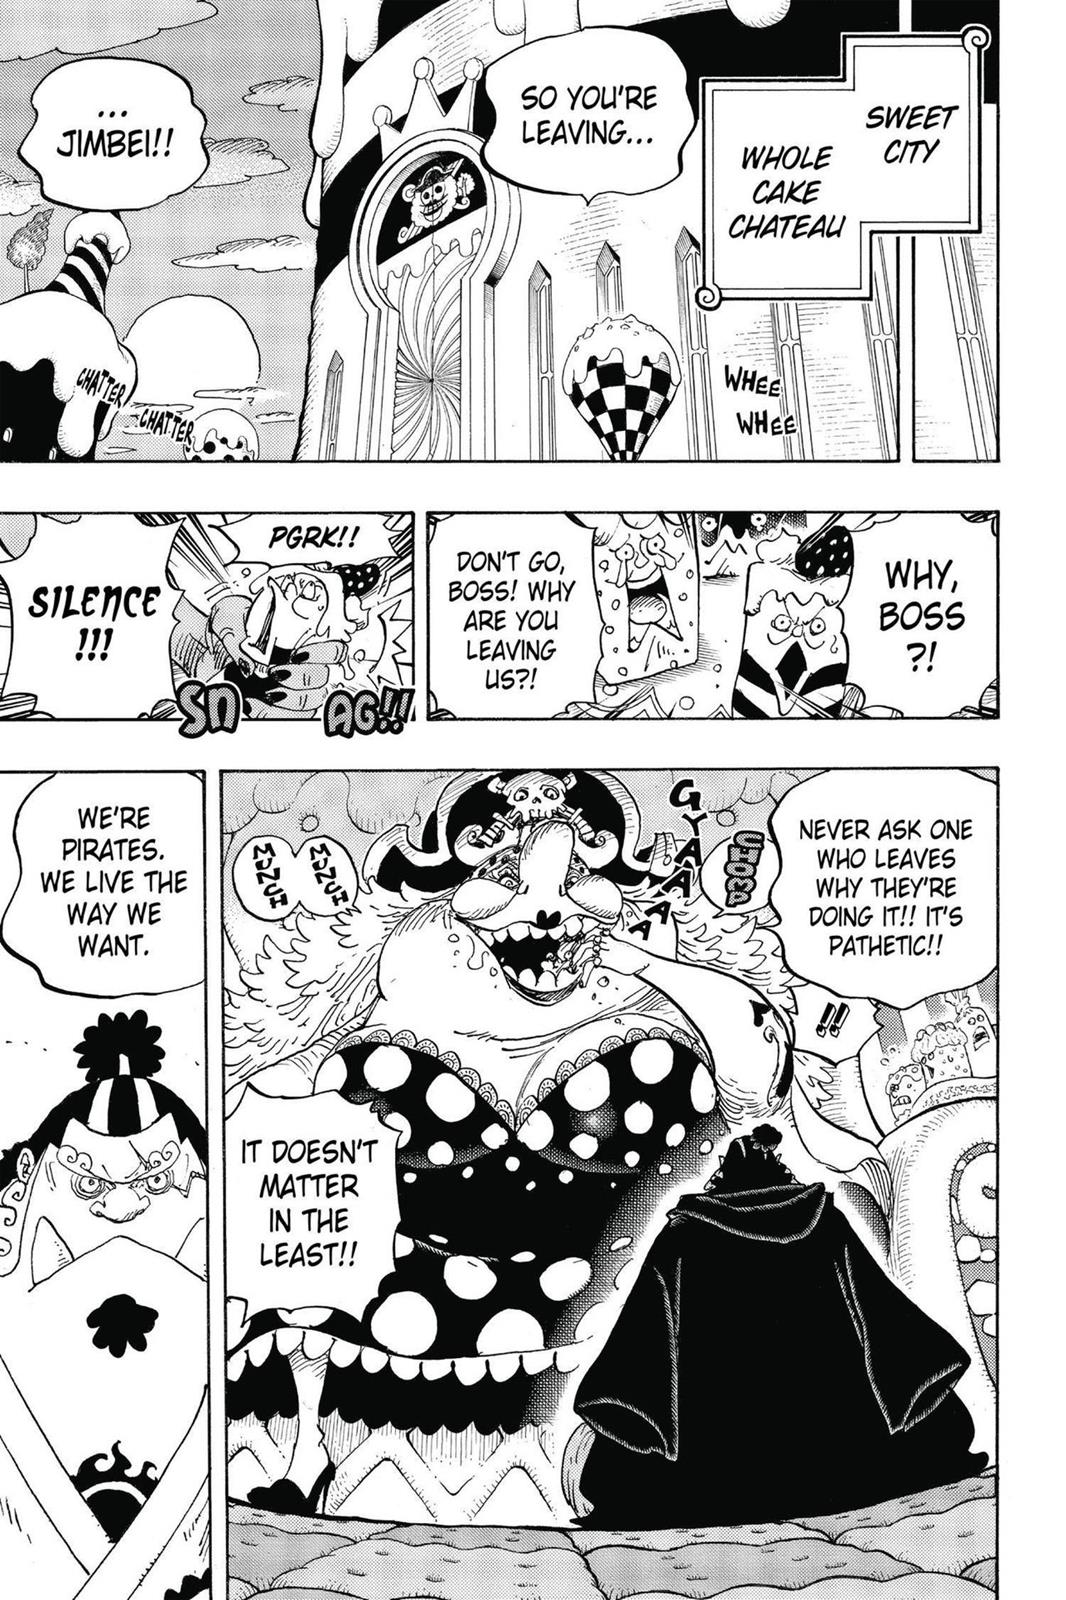 SWEET
CITY
WHOLE
CAKE
CHATEAU
SO YOU'RE
LEAVING...
...
JIMBEI!!
WHEE
WHEE
CHATTER
CHATTER
WHY,
BOSS
?!
DON'T GO,
BOSS! WHY
ARE YOU
LEAVING
US?!
PGRK!!
SILENCE
!!!
SNAG!!
NEVER ASK ONE
WHO LEAVES
WHY THEY'RE
DOING IT!! IT'S
PATHETIC!!
CHOMP
GYAAAA
!!
MUNCH
MUNCH
IT DOESN'T
MATTER
IN THE
LEAST!!
WE'RE
PIRATES.
WE LIVE THE
WAY WE
WANT.